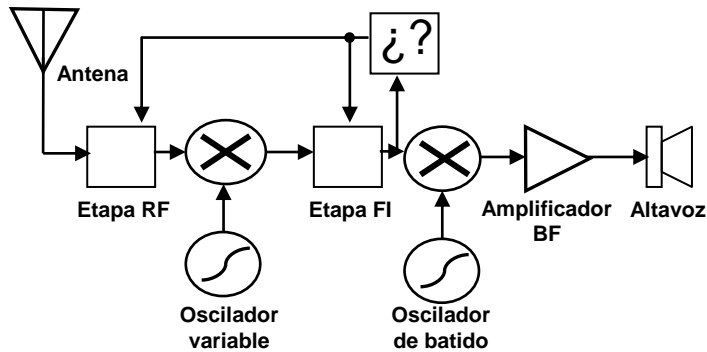 ¿?
Antena
Etapa RF
Etapa FI
Amplificador
BF
Altavoz
Oscilador
variable
Oscilador
de batido